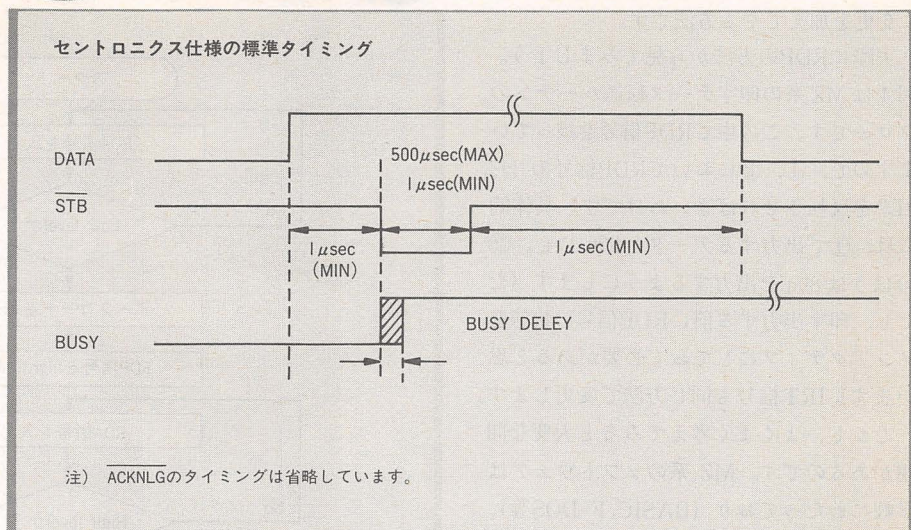 セントロニクス仕様の標準タイミング
DATA
500μsec(MAX)
1μsec(MIN)
STB
1μsec
(MIN)
1μsec(MIN)
BUSY DELEY
BUSY
注) ACKNLGのタイミングは省略しています。